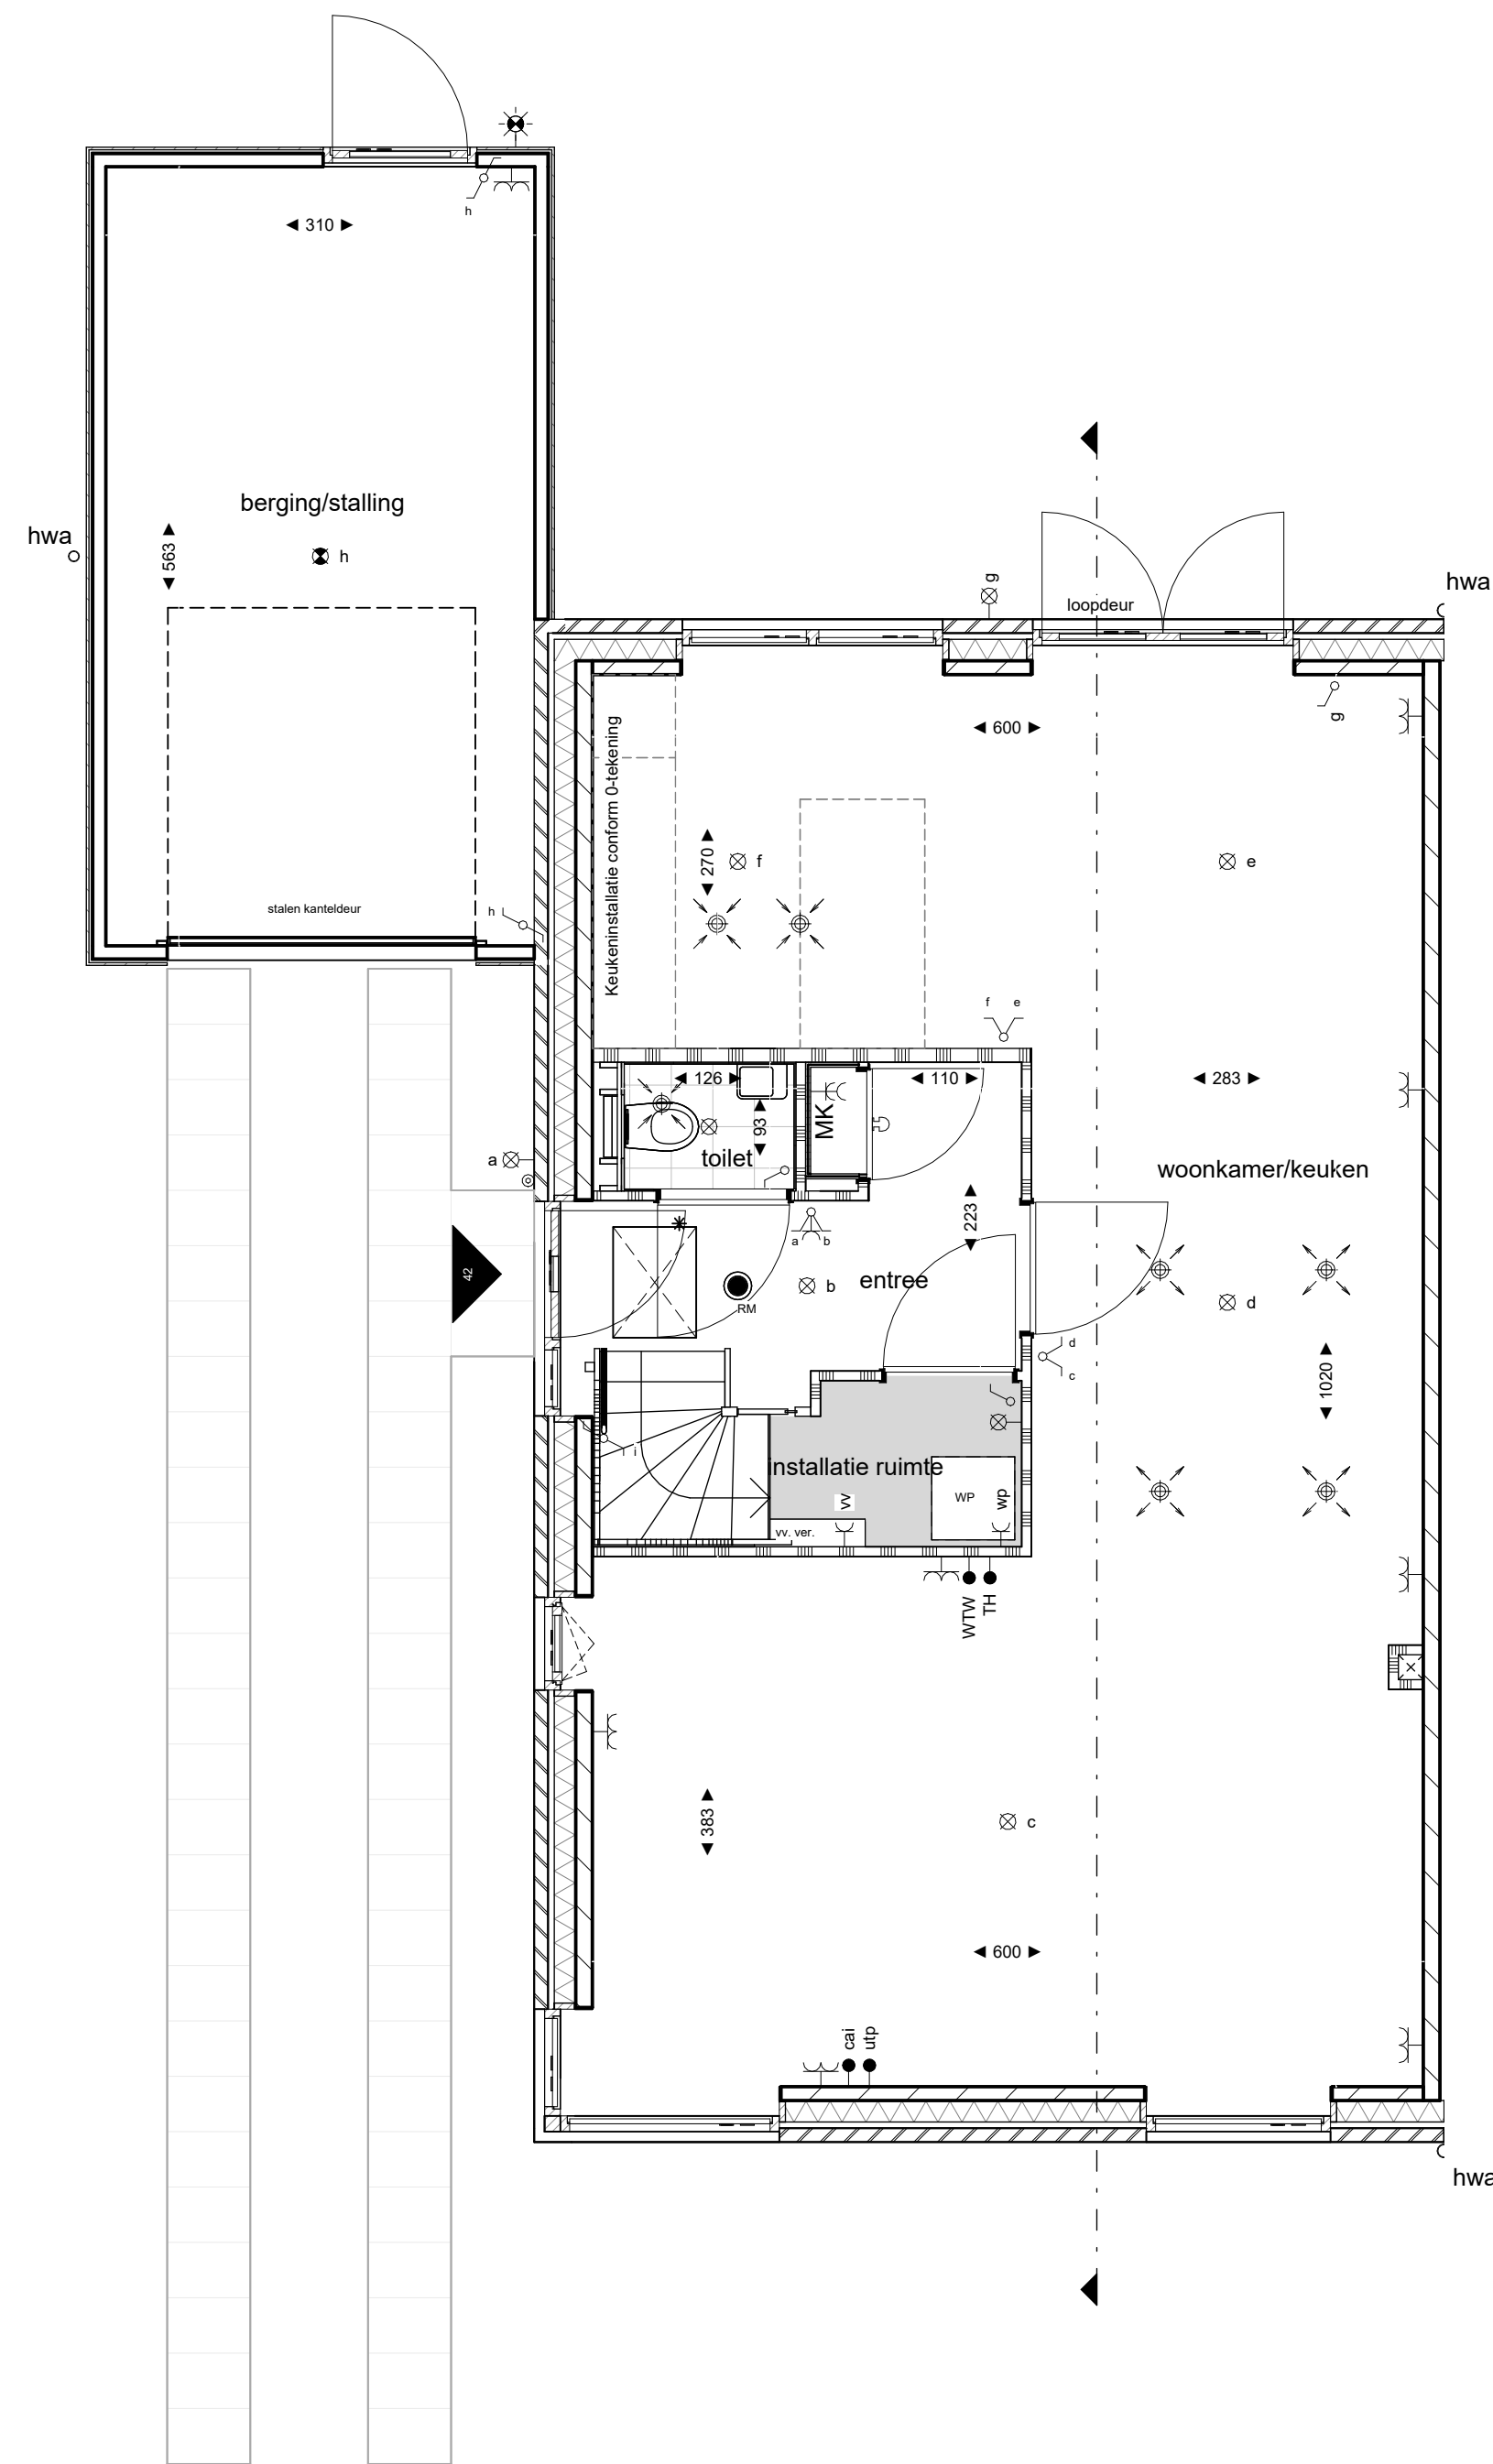 h
◄ 310 ►
berging/stalling
hwa
h
◄ 563 ►
g
loopdeur
hwa
g
◄ 600 ►
Keukeninstallatie conform 0-tekening
◄ 270 ►
f
e
stalen kanteldeur
h
f e
◄ 126 ►
◄ 110 ►
◄ 283 ►
MK
93
toilet
a
woonkamer/keuken
◄ 223 ►
a b
42
entree
b
RM
d
d
c
◄ 1020 ►
i
installatie ruimte
vv
WP
wp
vv. ver.
WTW
TH
◄ 383 ►
c
◄ 600 ►
cai
utp
hwa